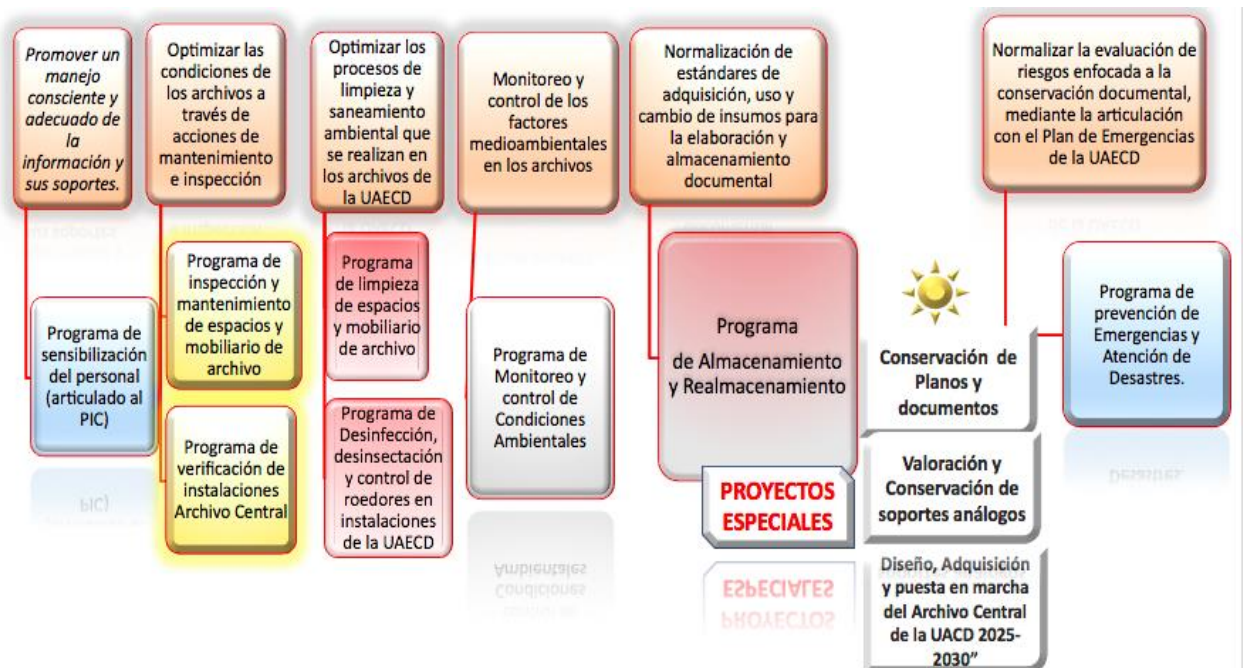 Promover un
manejo
consciente y
adecuado de
la
información y
sus soportes.
Optimizar las
condiciones de
los archivos a
través de
acciones de
mantenimiento
e inspección
Optimizar los
procesos de
limpieza y
saneamiento
ambiental que
se realizan en
los archivos de
la UAECD
Monitoreo y
control de los
factores
medioambientales
en los archivos
Normalización de
estándares de
adquisición, uso y
cambio de insumos para
la elaboración y
almacenamiento
documental
Normalizar la evaluación de
riesgos enfocada a la
conservación documental,
mediante la articulación
con el Plan de Emergencias
de la UAECD
Programa de
sensibilización
del personal
(articulado al
PIC)
Programa de
inspección y
mantenimiento
de espacios y
mobiliario de
archivo
Programa de
verificación de
instalaciones
Archivo Central
Programa
de limpieza
de espacios
y mobiliario
de archivo
Programa de
Desinfección,
desinsectación
y control de
roedores en
instalaciones
de la UAECD
Programa de
Monitoreo y
control de
Condiciones
Ambientales
Programa
de Almacenamiento
y Realmacenamiento
PROYECTOS
ESPECIALES
Conservación de
Planos y
documentos
Valoración y
Conservación de
soportes análogos
Diseño, Adquisición
y puesta en marcha
del Archivo Central
de la UACD 2025-
2030”
Programa de
prevención de
Emergencias y
Atención de
Desastres.